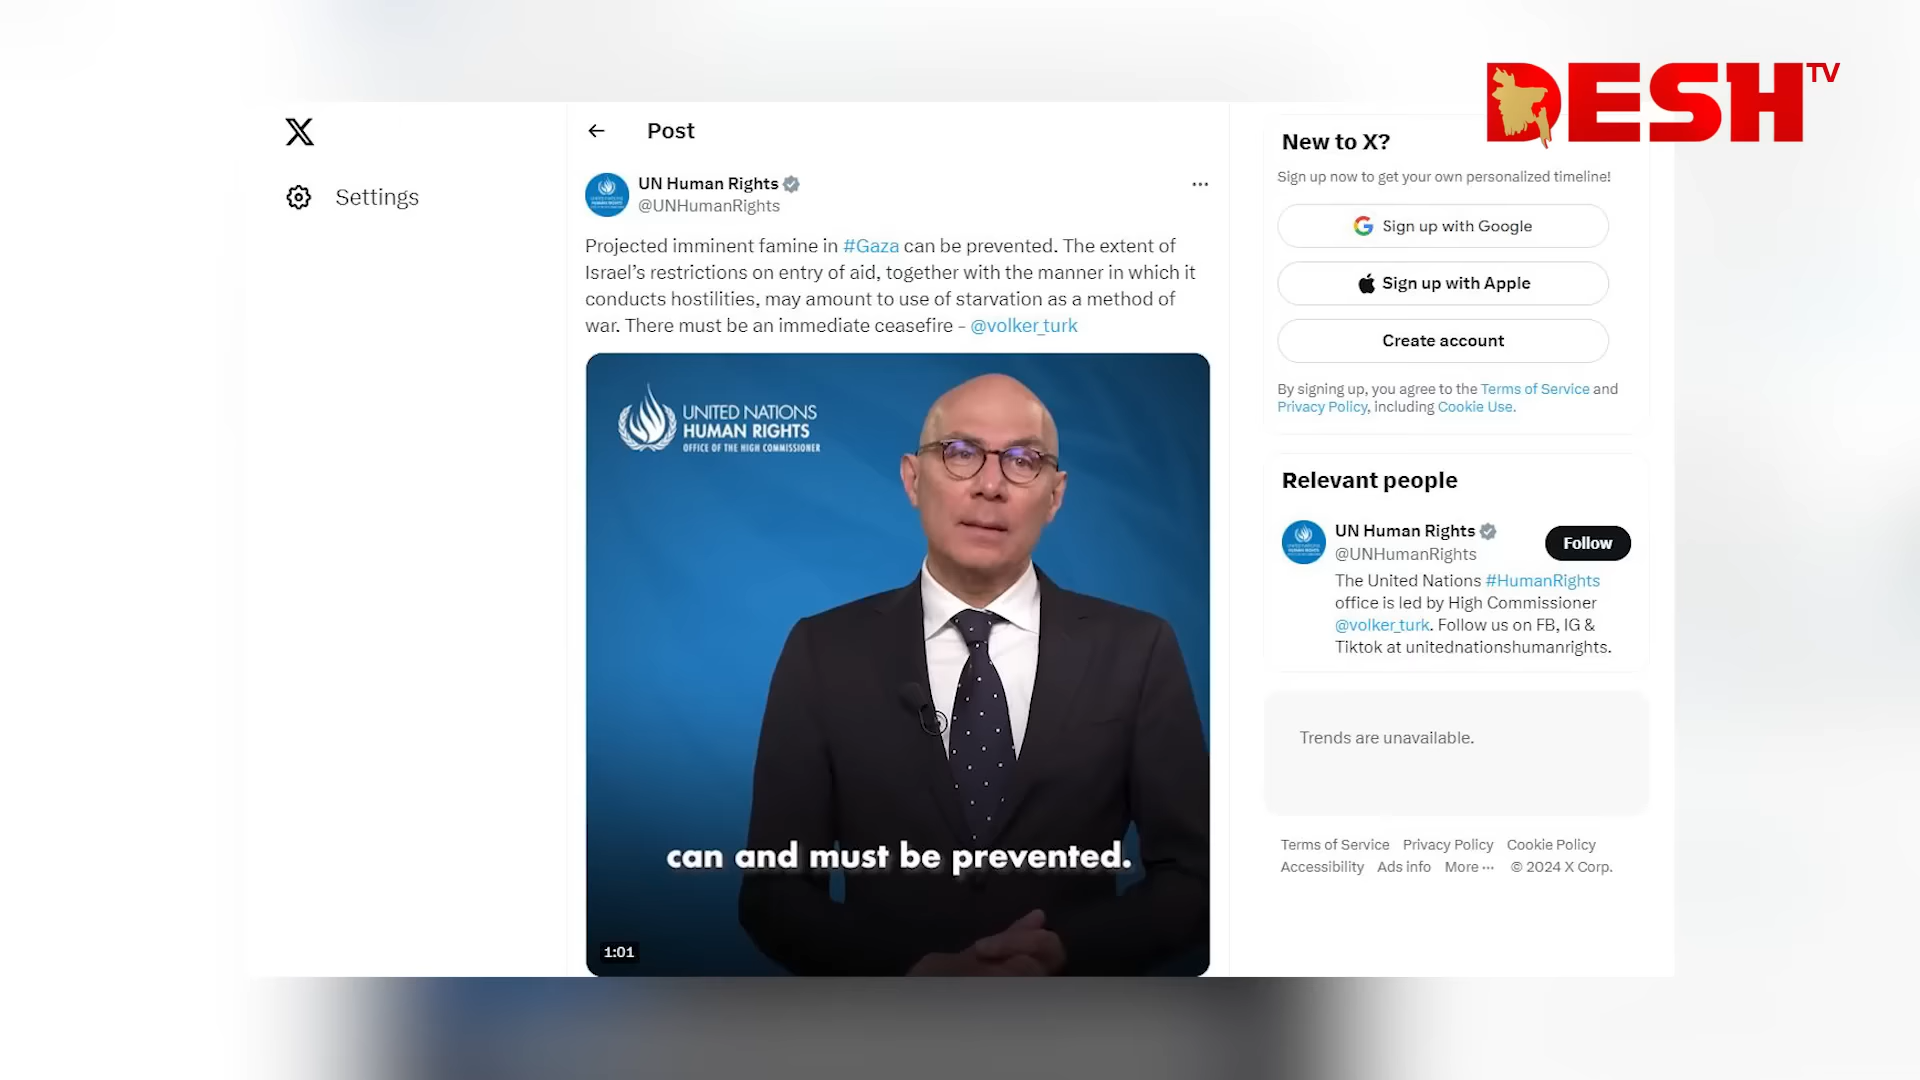 DESH TV
Settings
Post
UN Human Rights
@UNHumanRights
Projected imminent famine in #Gaza can be prevented. The extent of
Israel’s restrictions on entry of aid, together with the manner in which it
conducts hostilities, may amount to use of starvation as a method of
war. There must be an immediate ceasefire - @volker_turk
UNITED NATIONS
HUMAN RIGHTS
OFFICE OF THE HIGH COMMISSIONER
can and must be prevented.
1:01
New to X?
Sign up now to get your own personalized timeline!
Sign up with Google
Sign up with Apple
Create account
By signing up, you agree to the Terms of Service and
Privacy Policy, including Cookie Use.
Relevant people
UN Human Rights
@UNHumanRights
Follow
The United Nations #HumanRights
office is led by High Commissioner
@volker_turk. Follow us on FB, IG &
Tiktok at unitednationshumanrights.
Trends are unavailable.
Terms of Service Privacy Policy Cookie Policy
Accessibility Ads info More ··· © 2024 X Corp.